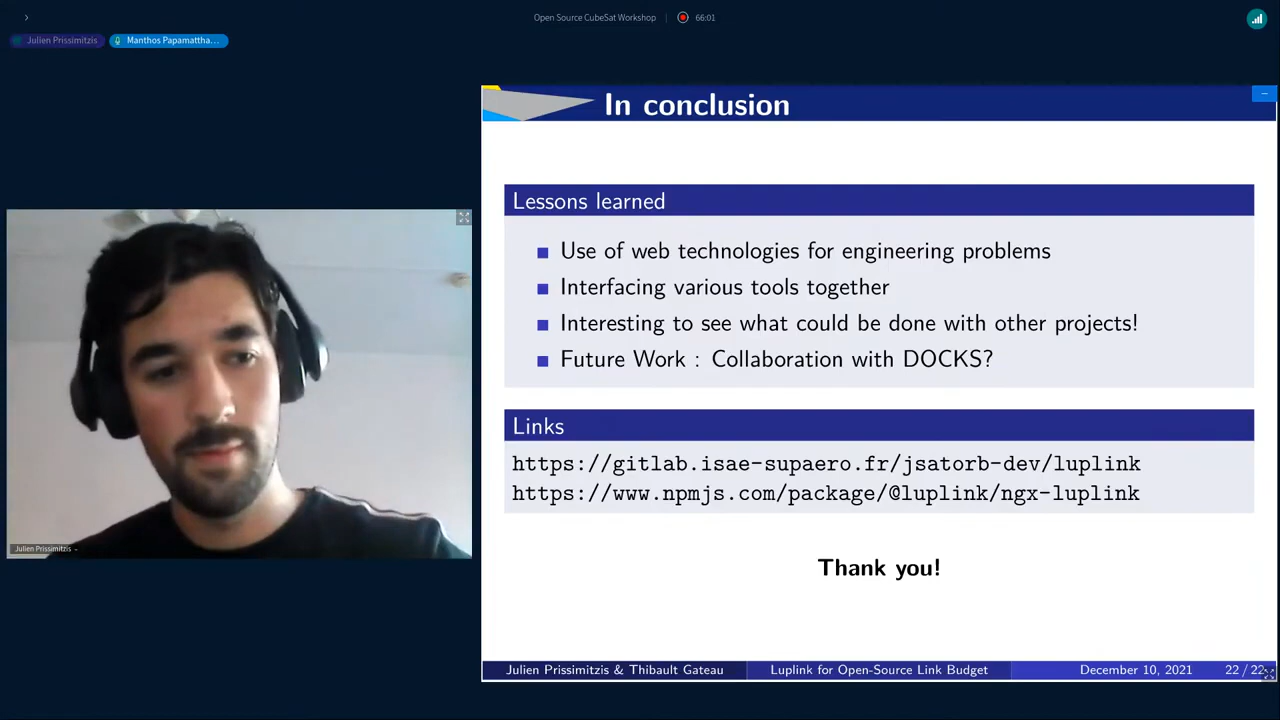 Open Source CubeSat Workshop
66:01
Julien Prissimitzis
Manthos Papamattha...
In conclusion
Lessons learned
Use of web technologies for engineering problems
Interfacing various tools together
Interesting to see what could be done with other projects!
Future Work : Collaboration with DOCKS?
Links
https://gitlab.isae-supaero.fr/jsatorb-dev/luplink
https://www.npmjs.com/package/@luplink/ngx-luplink
Thank you!
Julien Prissimitzis
Julien Prissimitzis & Thibault Gateau
Luplink for Open-Source Link Budget
December 10, 2021
22 / 22